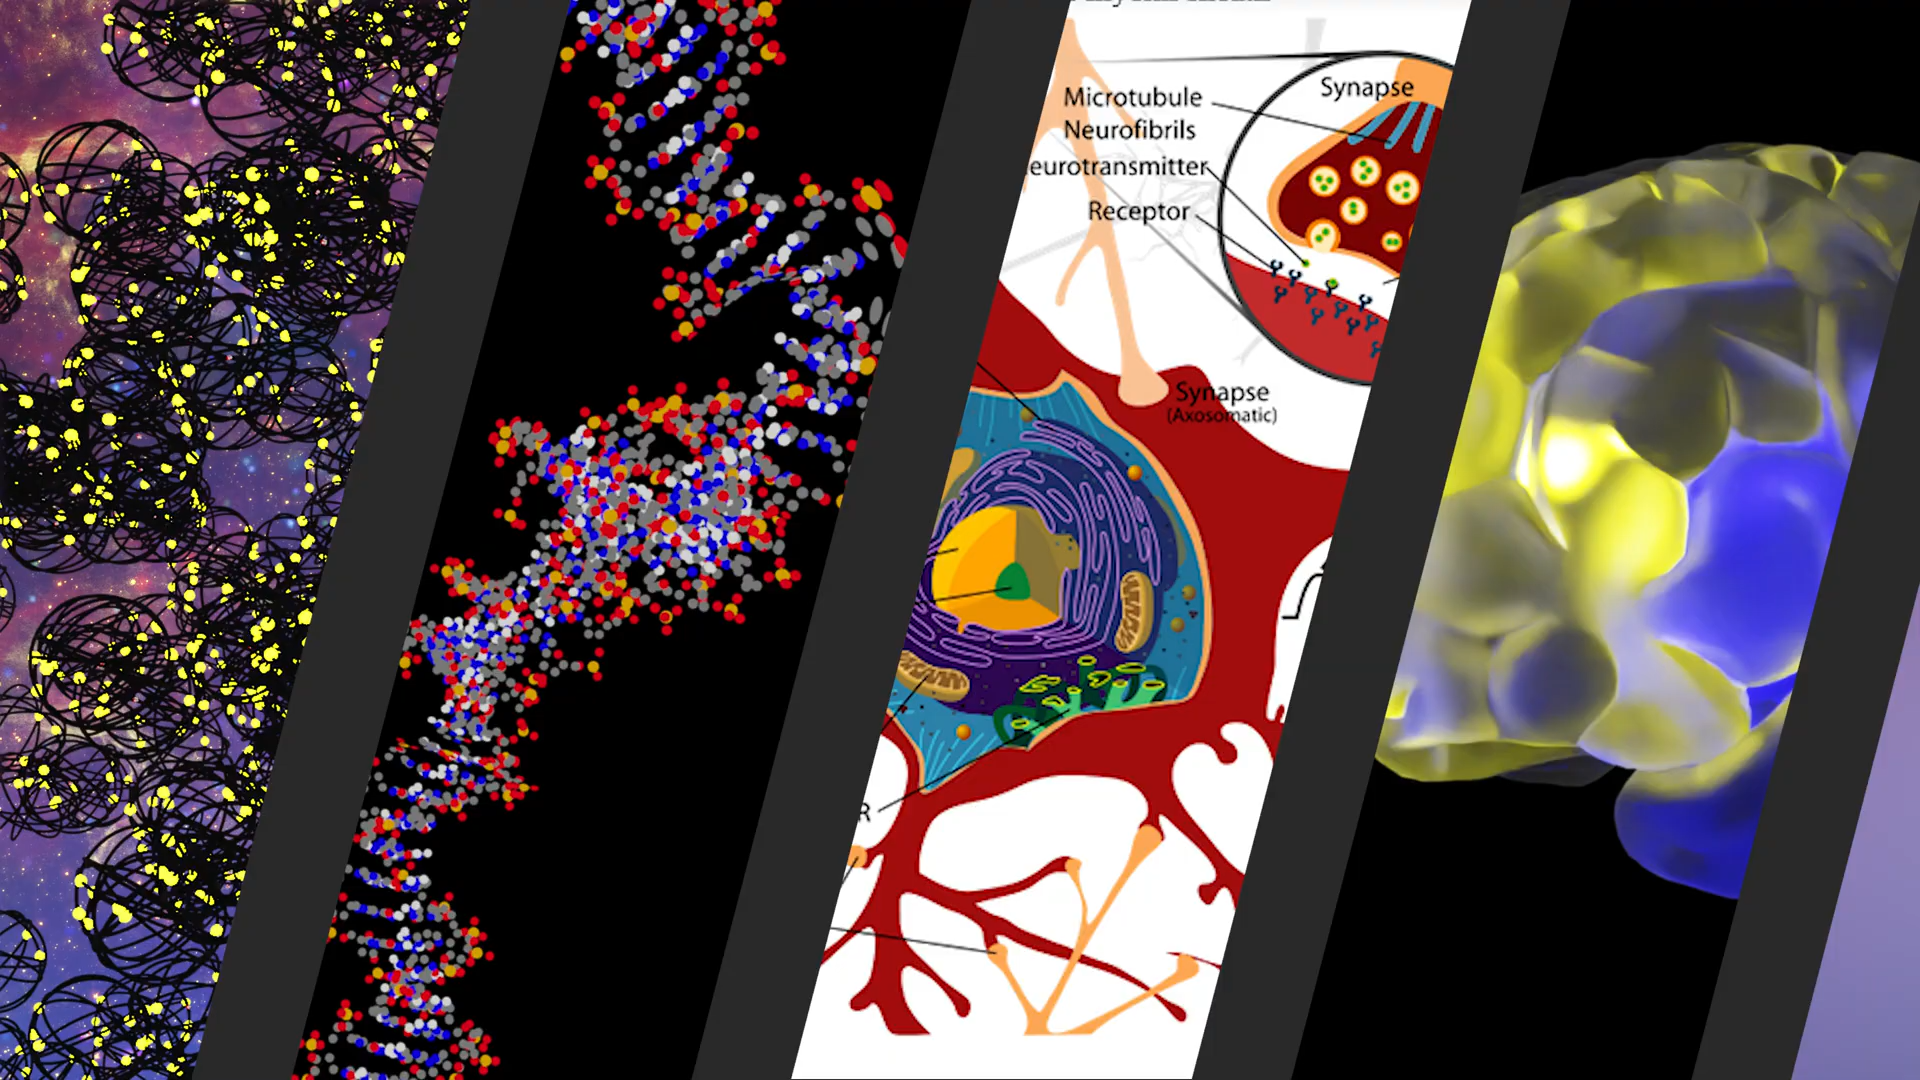 Synapse
Microtubule
Neurofibrils
eurotransmitter
Receptor
Synapse
(Axosomatic)
R